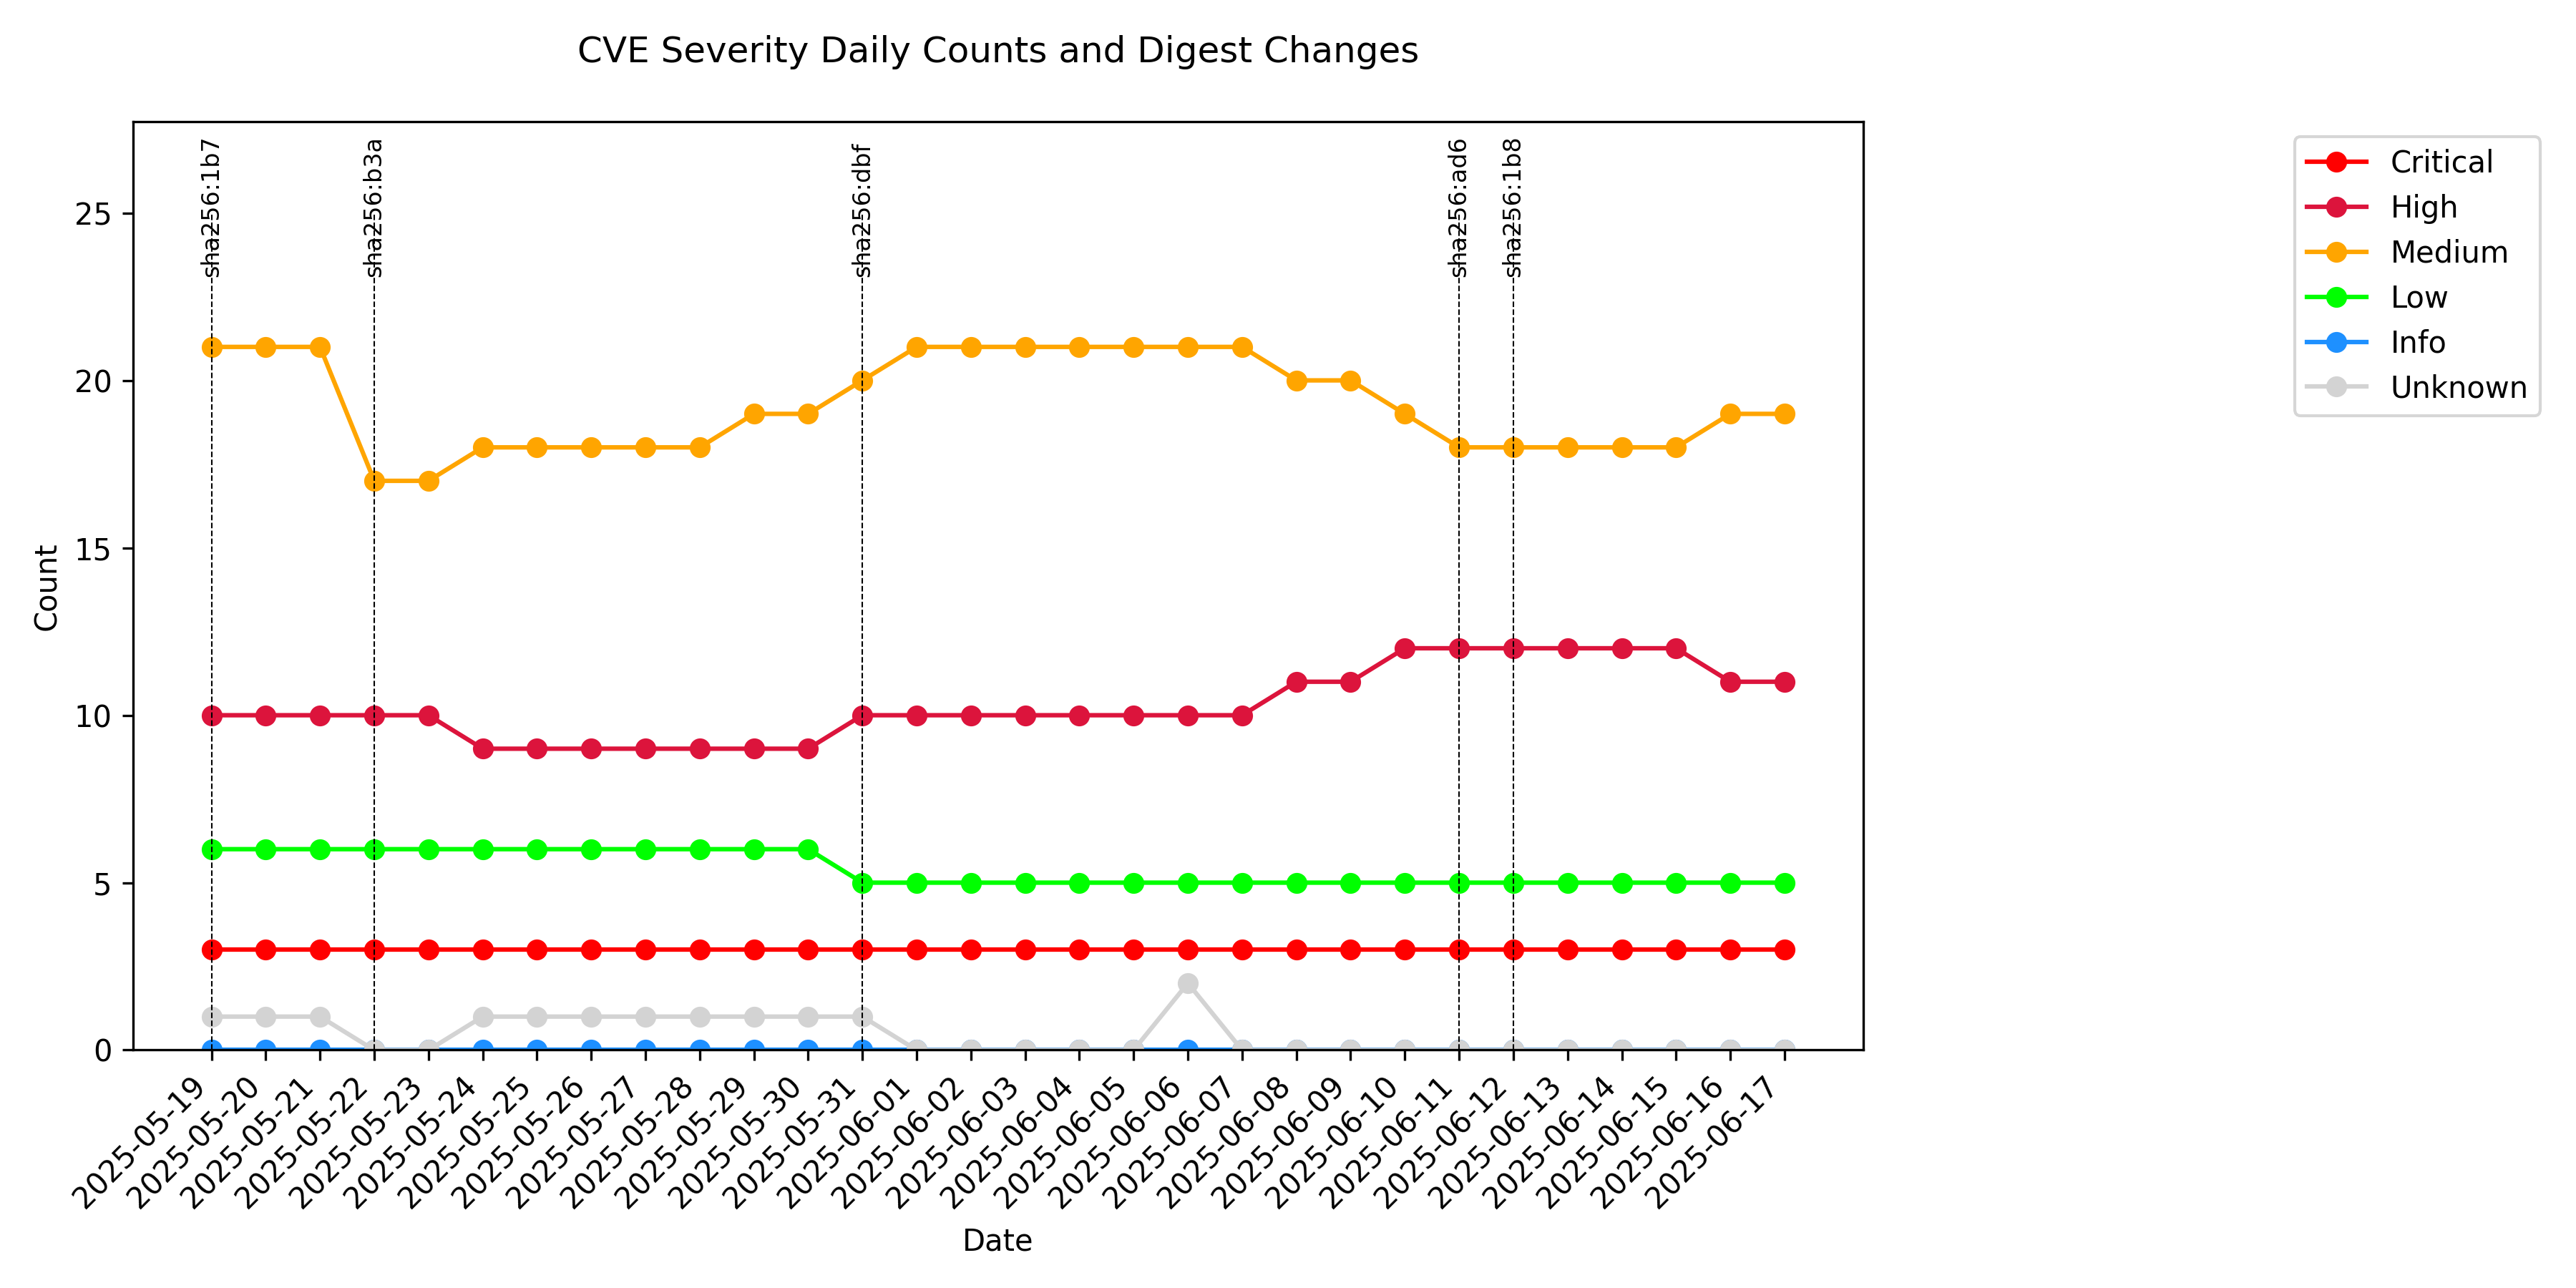 CVE Severity Daily Counts and Digest Changes
sha256:1b7
sha256:b3a
sha256:dbf
sha256:ad6
sha256:1b8
Critical
High
Medium
Low
Info
Unknown
Count
25
20
15
10
5
0
2025-05-19
2025-05-20
2025-05-21
2025-05-22
2025-05-23
2025-05-24
2025-05-25
2025-05-26
2025-05-27
2025-05-28
2025-05-29
2025-05-30
2025-05-31
2025-06-01
2025-06-02
2025-06-03
2025-06-04
2025-06-05
2025-06-06
2025-06-07
2025-06-08
2025-06-09
2025-06-10
2025-06-11
2025-06-12
2025-06-13
2025-06-14
2025-06-15
2025-06-16
2025-06-17
Date